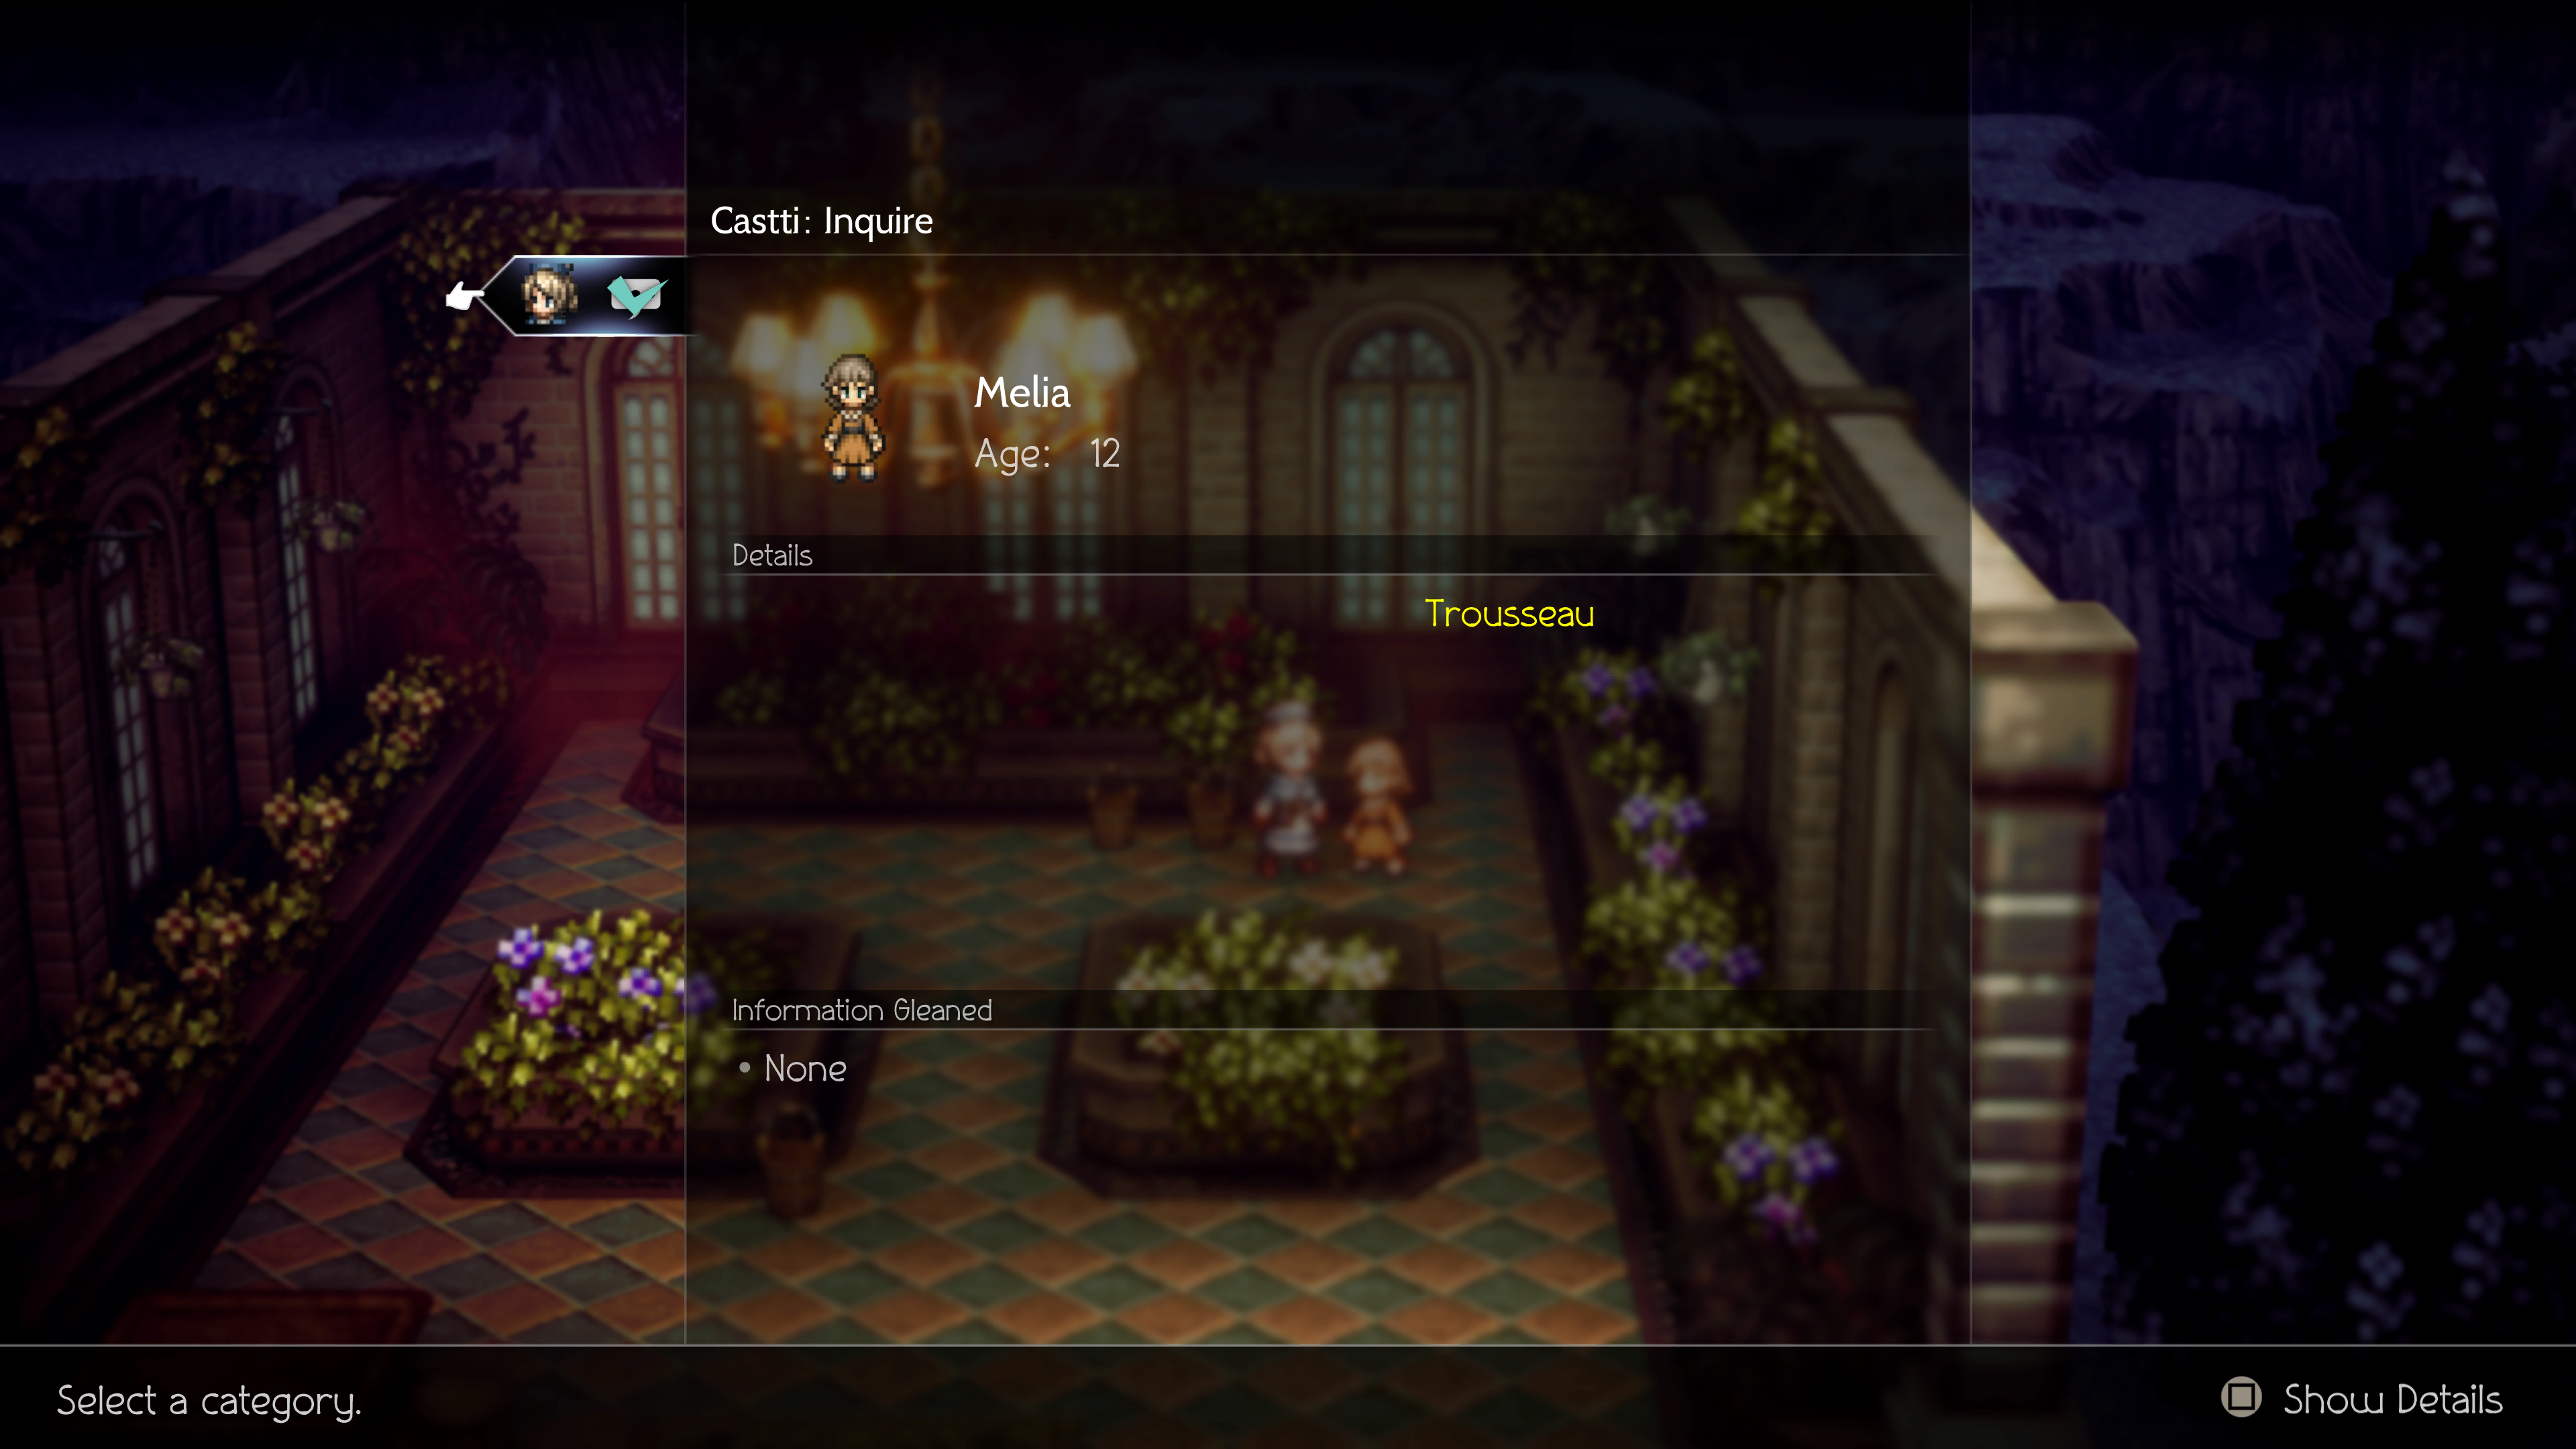 Castti: Inquire
Melia
Age: 12
Details
Trousseau
Information Gleaned
• None
Select a category.
Show Details